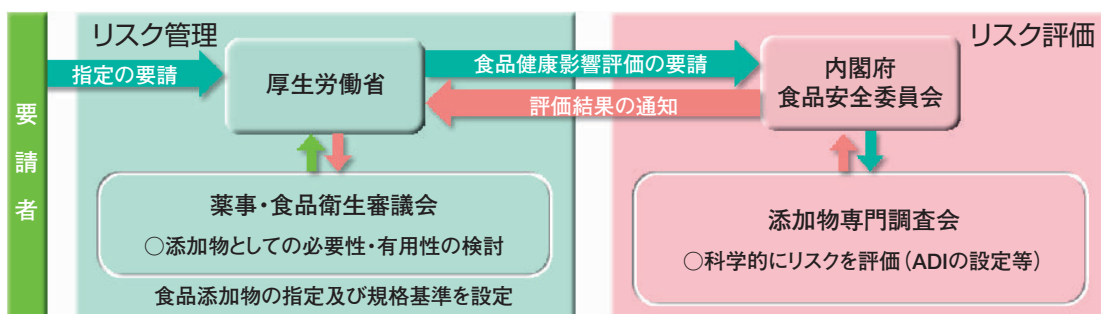 要請者
リスク管理
指定の要請
厚生労働省
食品健康影響評価の要請
評価結果の通知
薬事・食品衛生審議会
○添加物としての必要性・有用性の検討
食品添加物の指定及び規格基準を設定
リスク評価
内閣府
食品安全委員会
添加物専門調査会
○科学的にリスクを評価（ADIの設定等）